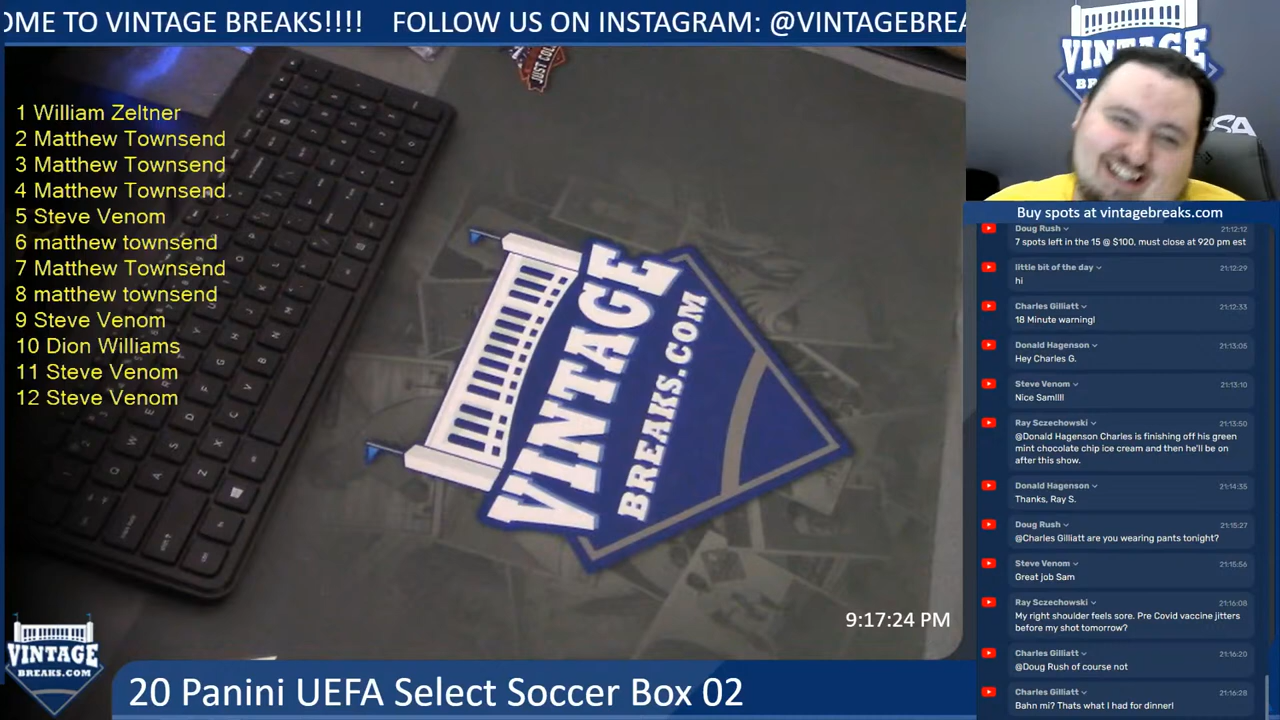 OME TO VINTAGE BREAKS!!!! FOLLOW US ON INSTAGRAM: @VINTAGEBREA
1 William Zeltner
2 Matthew Townsend
3 Matthew Townsend
4 Matthew Townsend
5 Steve Venom
6 matthew townsend
7 Matthew Townsend
8 matthew townsend
9 Steve Venom
10 Dion Williams
11 Steve Venom
12 Steve Venom
JUST COL
VINTAGE
BREAKS.COM
9:17:24 PM
VINTAGE
BREAKS.COM
20 Panini UEFA Select Soccer Box 02
VINTAGE
BR
SA
Buy spots at vintagebreaks.com
Doug Rush 21:12:12
7 spots left in the 15 @ $100, must close at 920 pm est
little bit of the day 21:12:29
hi
Charles Gilliatt 21:12:33
18 Minute warning!
Donald Hagenson 21:13:05
Hey Charles G.
Steve Venom 21:13:10
Nice Sam!!!!
Ray Sczechowski 21:13:50
@Donald Hagenson Charles is finishing off his green
mint chocolate chip ice cream and then he'll be on
after this show.
Donald Hagenson 21:14:35
Thanks, Ray S.
Doug Rush 21:15:27
@Charles Gilliatt are you wearing pants tonight?
Steve Venom 21:15:56
Great job Sam
Ray Sczechowski 21:16:08
My right shoulder feels sore. Pre Covid vaccine jitters
before my shot tomorrow?
Charles Gilliatt 21:16:20
@Doug Rush of course not
Charles Gilliatt 21:16:28
Bahn mi? Thats what I had for dinner!